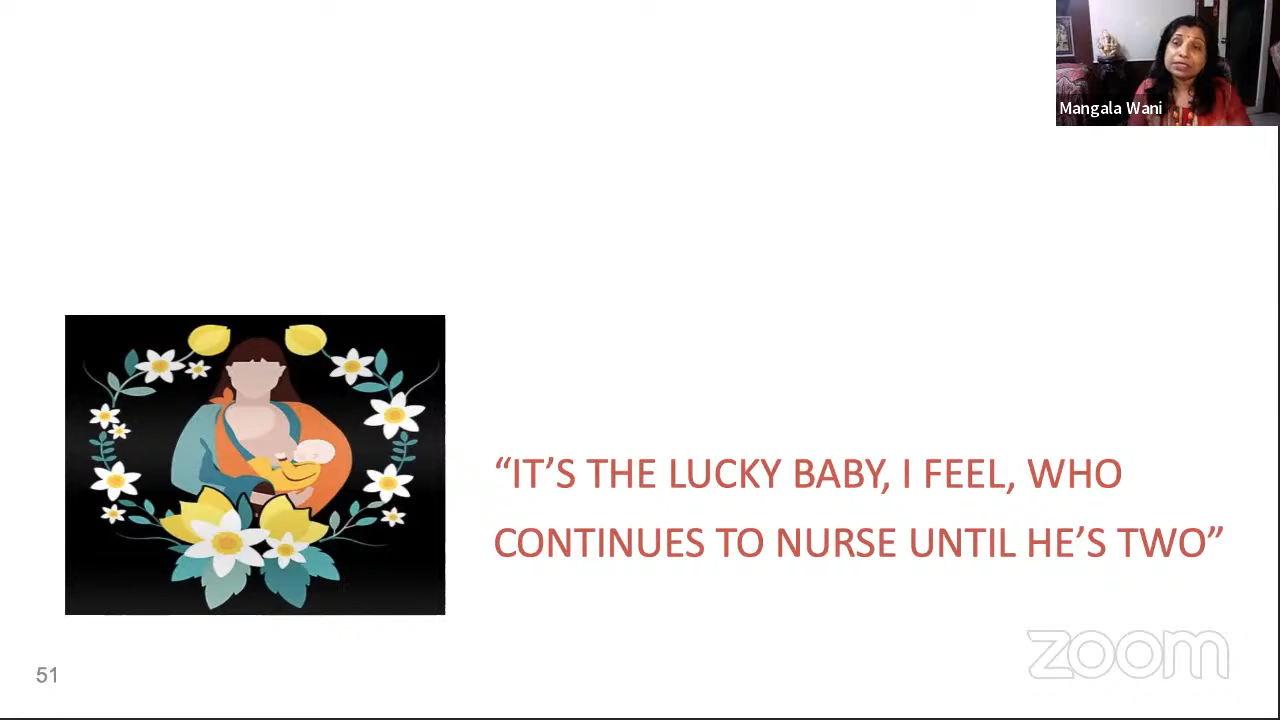 Mangala Wani
“IT’S THE LUCKY BABY, I FEEL, WHO
CONTINUES TO NURSE UNTIL HE’S TWO”
51
zoom